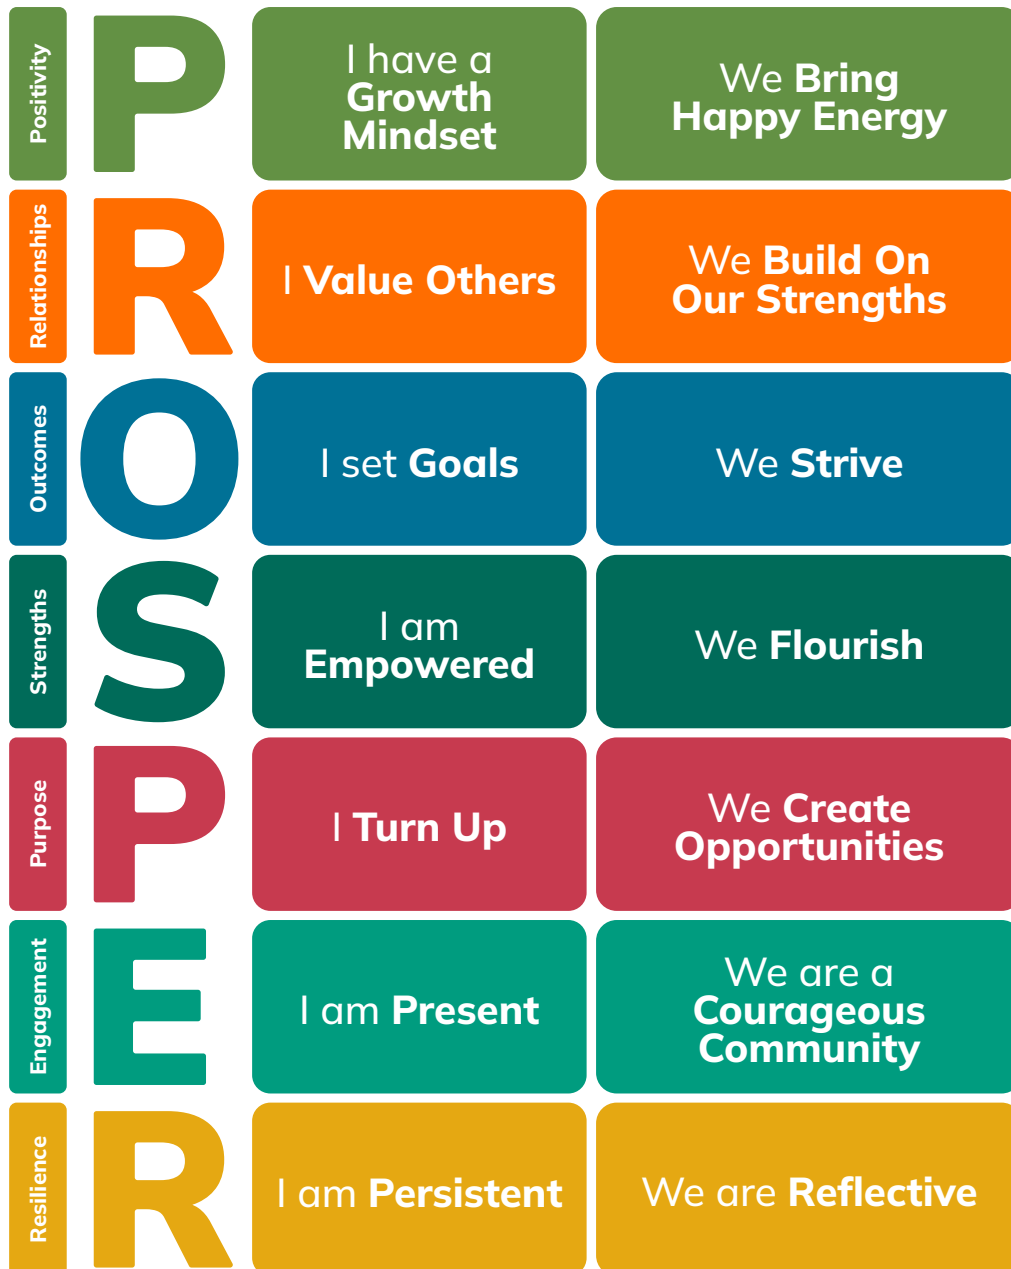 Positivity
P
I have a
Growth
Mindset
We Bring
Happy Energy
Relationships
R
I Value Others
We Build On
Our Strengths
Outcomes
O
I set Goals
We Strive
Strengths
S
I am
Empowered
We Flourish
Purpose
P
I Turn Up
We Create
Opportunities
Engagement
E
I am Present
We are a
Courageous
Community
Resilience
R
I am Persistent
We are Reflective